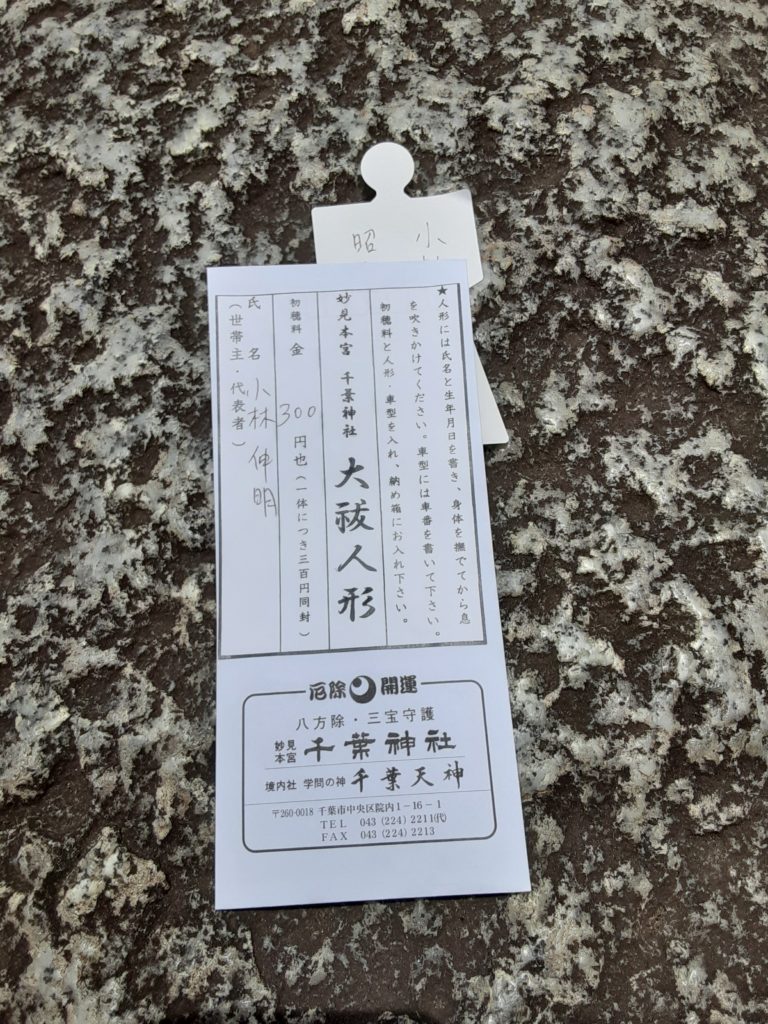 小
昭
★人形には氏名と生年月日を書き、身体を撫でてから息
を吹きかけてください。車型には車番を書いて下さい。
初穂料と人形・車型を入れ、納め箱にお入れ下さい。
妙見本宮 千葉神社 大祓人形
初穂料 金 300 円也(一体につき三百円同封)
氏名 小林 伸明
(世帯主・代表者)
厄除 開運
八方除・三宝守護
妙見本宮 千葉神社
境内社 学問の神 千葉天神
〒260-0018 千葉市中央区院内1-16-1
TEL 043(224)2211(代)
FAX 043(224)2213